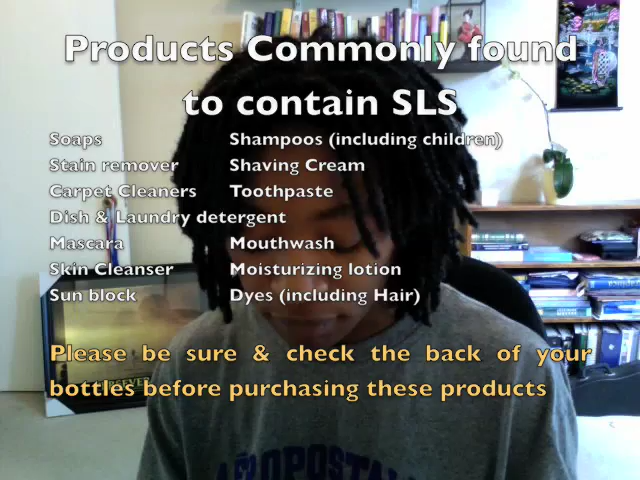 Products Commonly found
to contain SLS
Soaps Shampoos (including children)
Stain remover Shaving Cream
Carpet Cleaners Toothpaste
Dish & Laundry detergent
Mascara Mouthwash
Skin Cleanser Moisturizing lotion
Sun block Dyes (including Hair)
Please be sure & check the back of your
bottles before purchasing these products
AEROPOSTALE